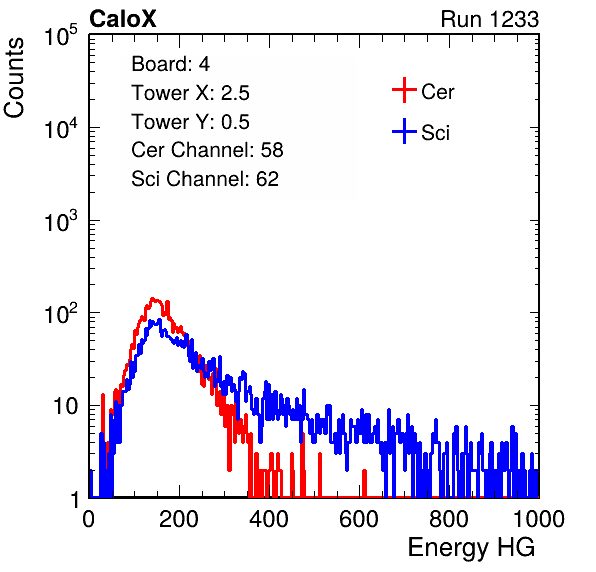 CaloX Run 1233
Counts
Board: 4
Tower X: 2.5
Tower Y: 0.5
Cer Channel: 58
Sci Channel: 62
Cer
Sci
10^5
10^4
10^3
10^2
10
1
0 200 400 600 800 1000
Energy HG